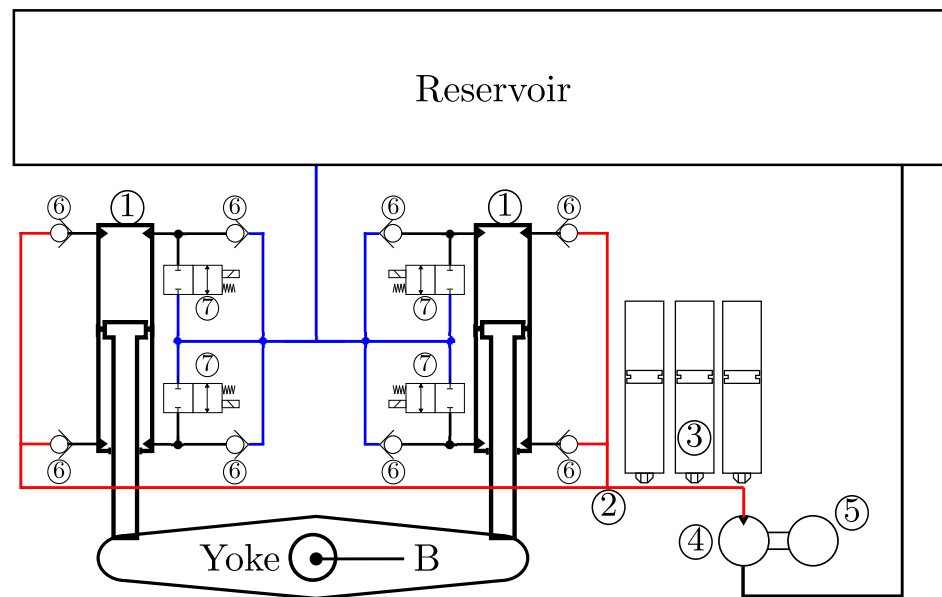 Reservoir
⑥ ① ⑥ ⑥ ① ⑥
⑦ ⑦
⑦ ⑦
③
⑥ ⑥ ⑥ ⑥
②
④ ⑤
Yoke B